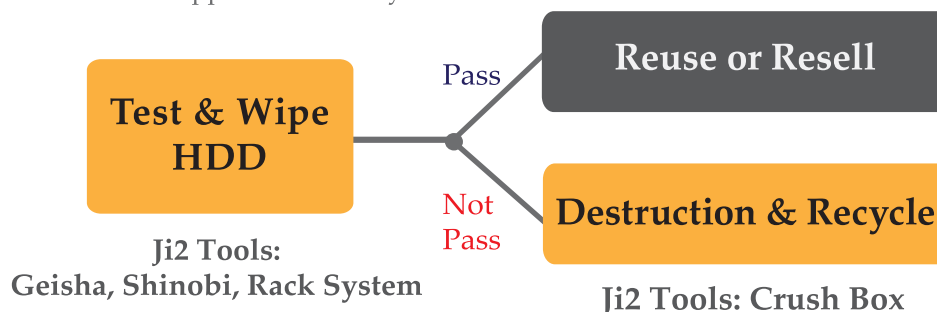 Test & Wipe
HDD
Ji2 Tools:
Geisha, Shinobi, Rack System
Pass
Not
Pass
Reuse or Resell
Destruction & Recycle
Ji2 Tools: Crush Box